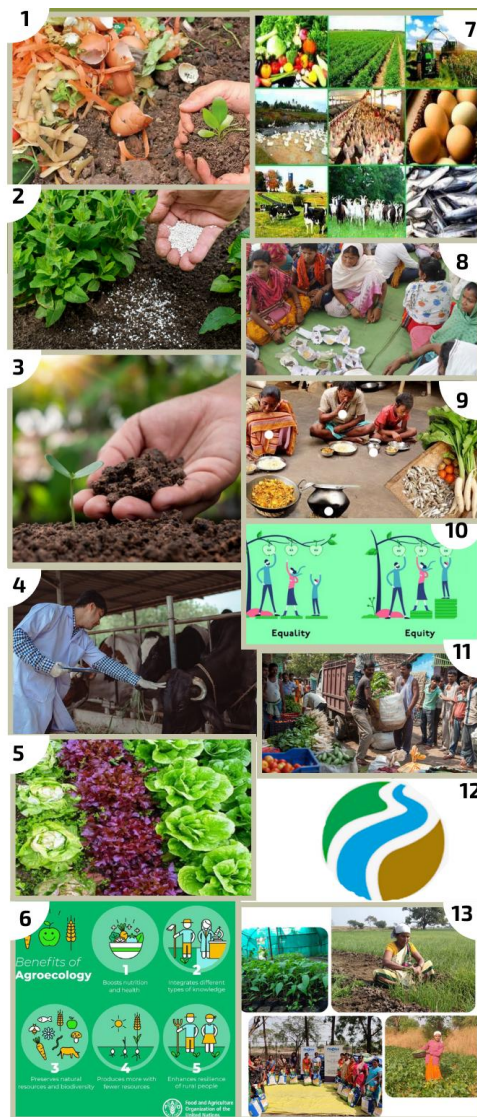 1
2
3
4
5
6
Benefits of
Agroecology
1
Boosts nutrition
and health
2
Integrates different
types of knowledge
3
Preserves natural
resources and biodiversity
4
Produces more with
fewer resources
5
Enhances resilience
of rural people
Food and Agriculture
Organization of the
United Nations
7
8
9
10
Equality
Equity
11
12
13